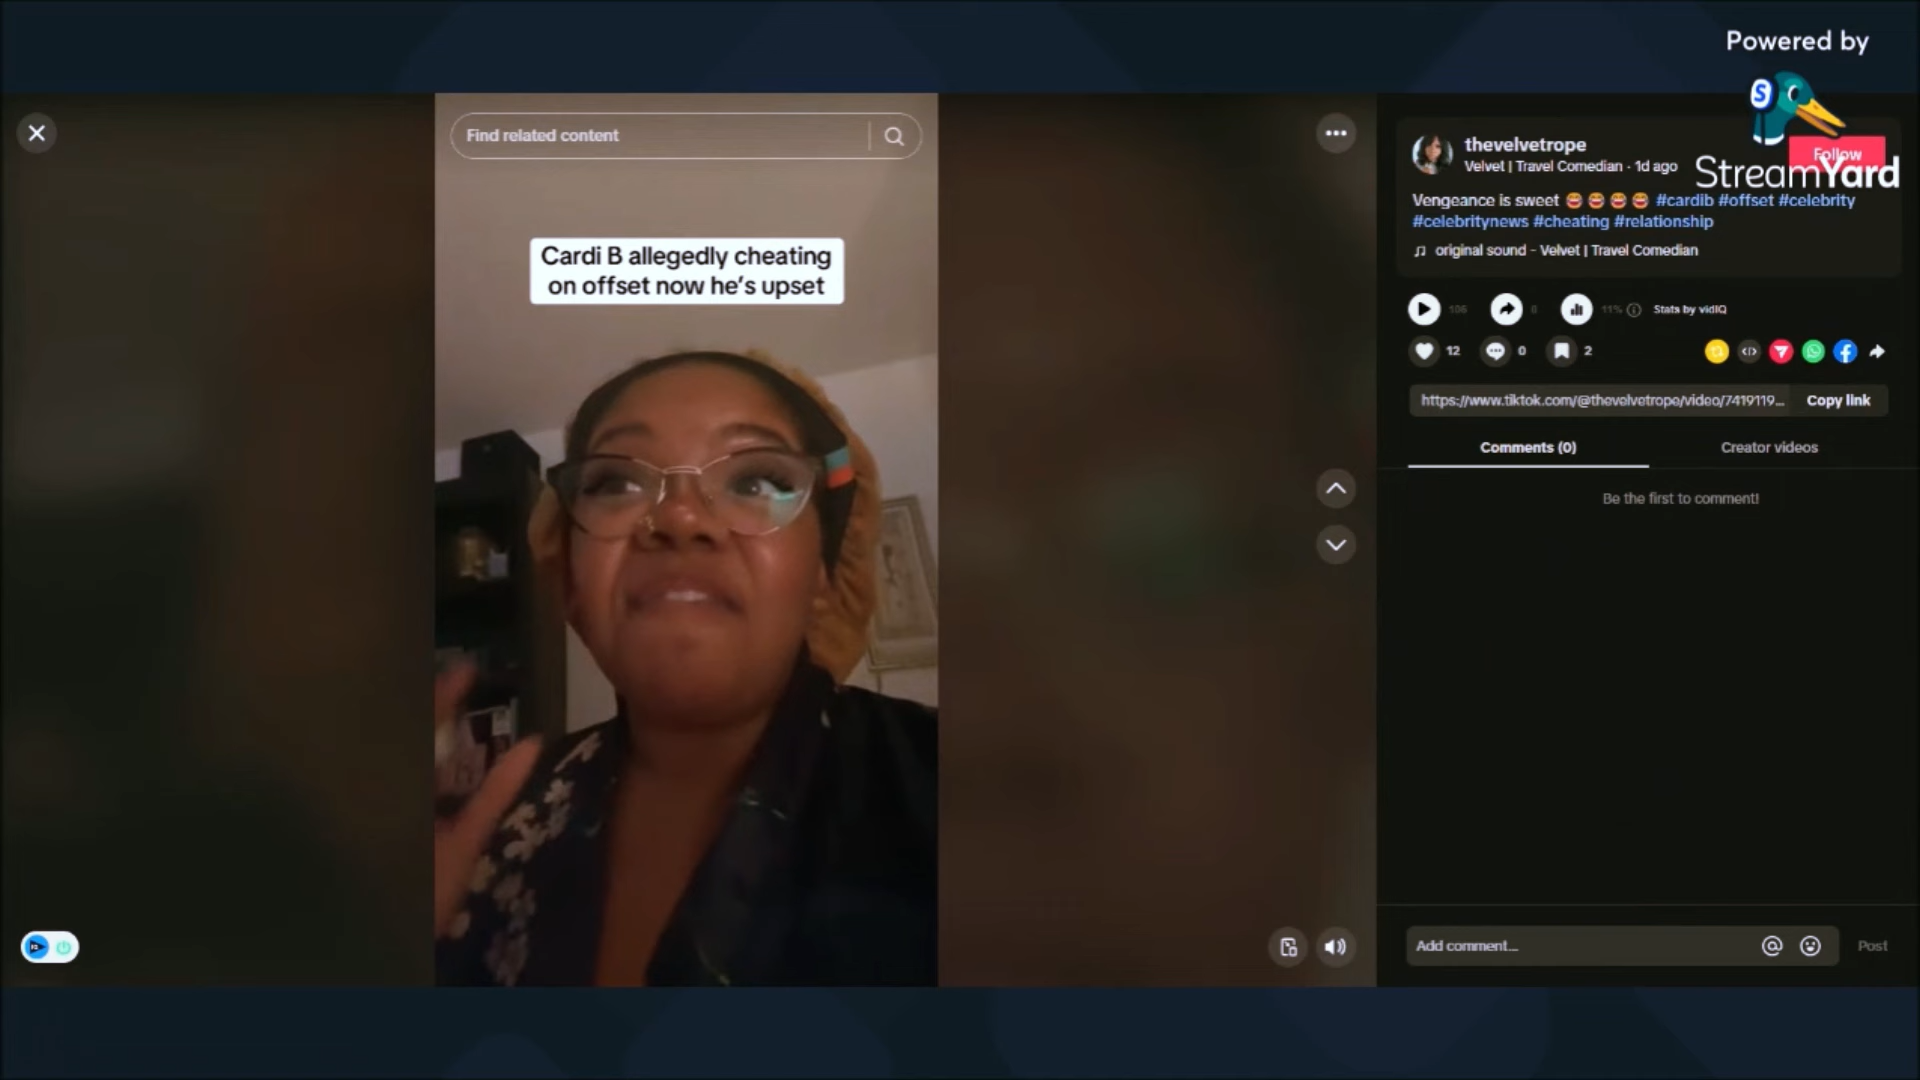 Powered by
StreamYard
Find related content
Cardi B allegedly cheating
on offset now he's upset
thevelvetrope
Velvet | Travel Comedian · 1d ago
Follow
Vengeance is sweet 😂 😂 😂 😂 #cardib #offset #celebrity
#celebritynews #cheating #relationship
original sound - Velvet | Travel Comedian
106 0 11% Stats by vidIQ
12 0 2
https://www.tiktok.com/@thevelvetrope/video/7419119... Copy link
Comments (0) Creator videos
Be the first to comment!
Add comment... Post